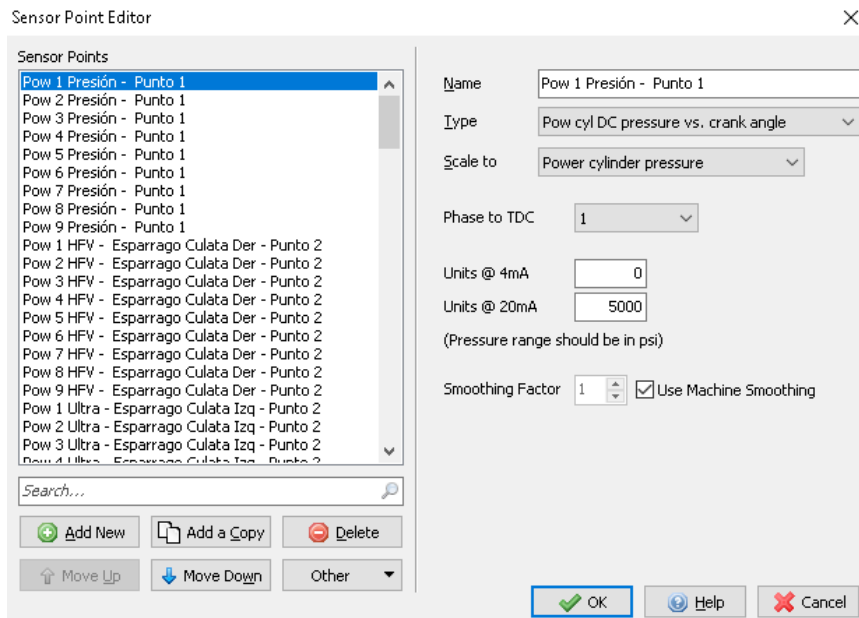 Sensor Point Editor
Sensor Points
Pow 1 Presión - Punto 1
Pow 2 Presión - Punto 1
Pow 3 Presión - Punto 1
Pow 4 Presión - Punto 1
Pow 5 Presión - Punto 1
Pow 6 Presión - Punto 1
Pow 7 Presión - Punto 1
Pow 8 Presión - Punto 1
Pow 9 Presión - Punto 1
Pow 1 HFV - Esparrago Culata Der - Punto 2
Pow 2 HFV - Esparrago Culata Der - Punto 2
Pow 3 HFV - Esparrago Culata Der - Punto 2
Pow 4 HFV - Esparrago Culata Der - Punto 2
Pow 5 HFV - Esparrago Culata Der - Punto 2
Pow 6 HFV - Esparrago Culata Der - Punto 2
Pow 7 HFV - Esparrago Culata Der - Punto 2
Pow 8 HFV - Esparrago Culata Der - Punto 2
Pow 9 HFV - Esparrago Culata Der - Punto 2
Pow 1 Ultra - Esparrago Culata Izq - Punto 2
Pow 2 Ultra - Esparrago Culata Izq - Punto 2
Pow 3 Ultra - Esparrago Culata Izq - Punto 2
Pow 4 Ultra - Esparrago Culata Izq - Punto 2
Search...
Add New
Add a Copy
Delete
Move Up
Move Down
Other
Name
Pow 1 Presión - Punto 1
Type
Pow cyl DC pressure vs. crank angle
Scale to
Power cylinder pressure
Phase to TDC
1
Units @ 4mA
0
Units @ 20mA
5000
(Pressure range should be in psi)
Smoothing Factor
1
Use Machine Smoothing
OK
Help
Cancel